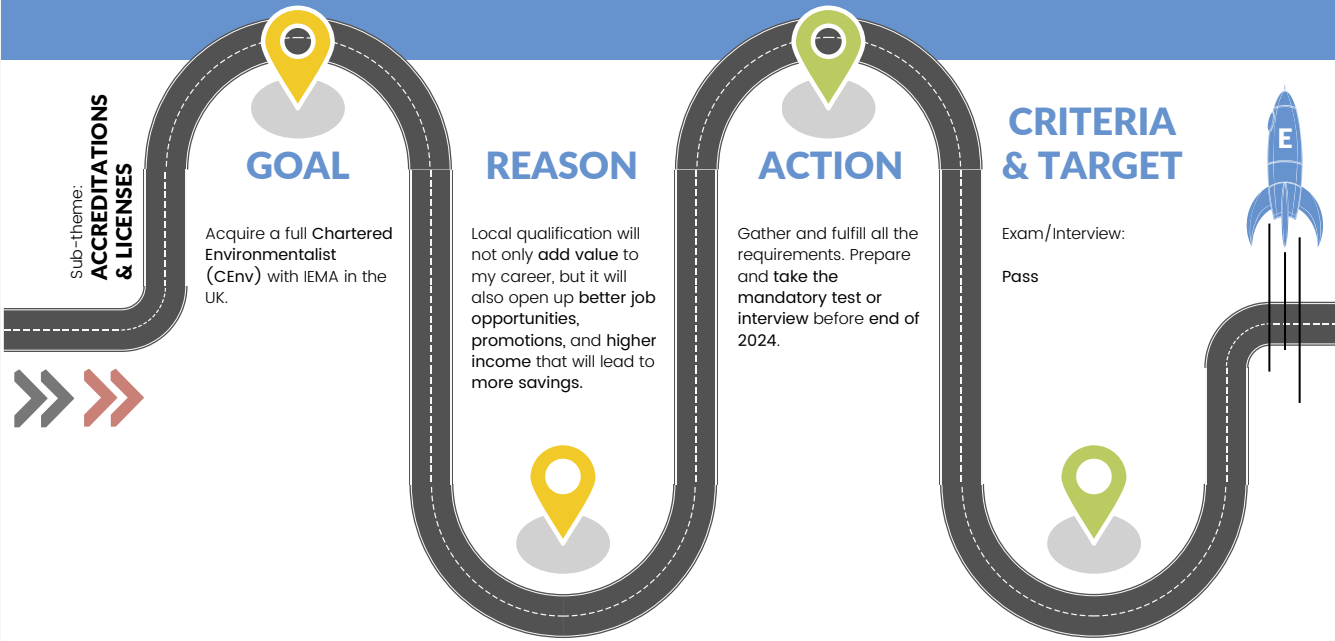 Sub-theme:
ACCREDITATIONS
& LICENSES
GOAL
Acquire a full Chartered
Environmentalist
(CEnv) with IEMA in the
UK.
REASON
Local qualification will
not only add value to
my career, but it will
also open up better job
opportunities,
promotions, and higher
income that will lead to
more savings.
ACTION
Gather and fulfill all the
requirements. Prepare
and take the
mandatory test or
interview before end of
2024.
CRITERIA
& TARGET
Exam/Interview:
Pass
E